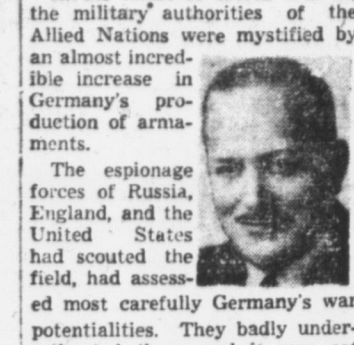 the military authorities of the
Allied Nations were mystified by
an almost incred-
ible increase in
Germany's pro-
duction of arma-
ments.
The espionage
forces of Russia,
England, and the
United States
had scouted the
field, had assess-
ed most carefully Germany's war
potentialities. They badly under-